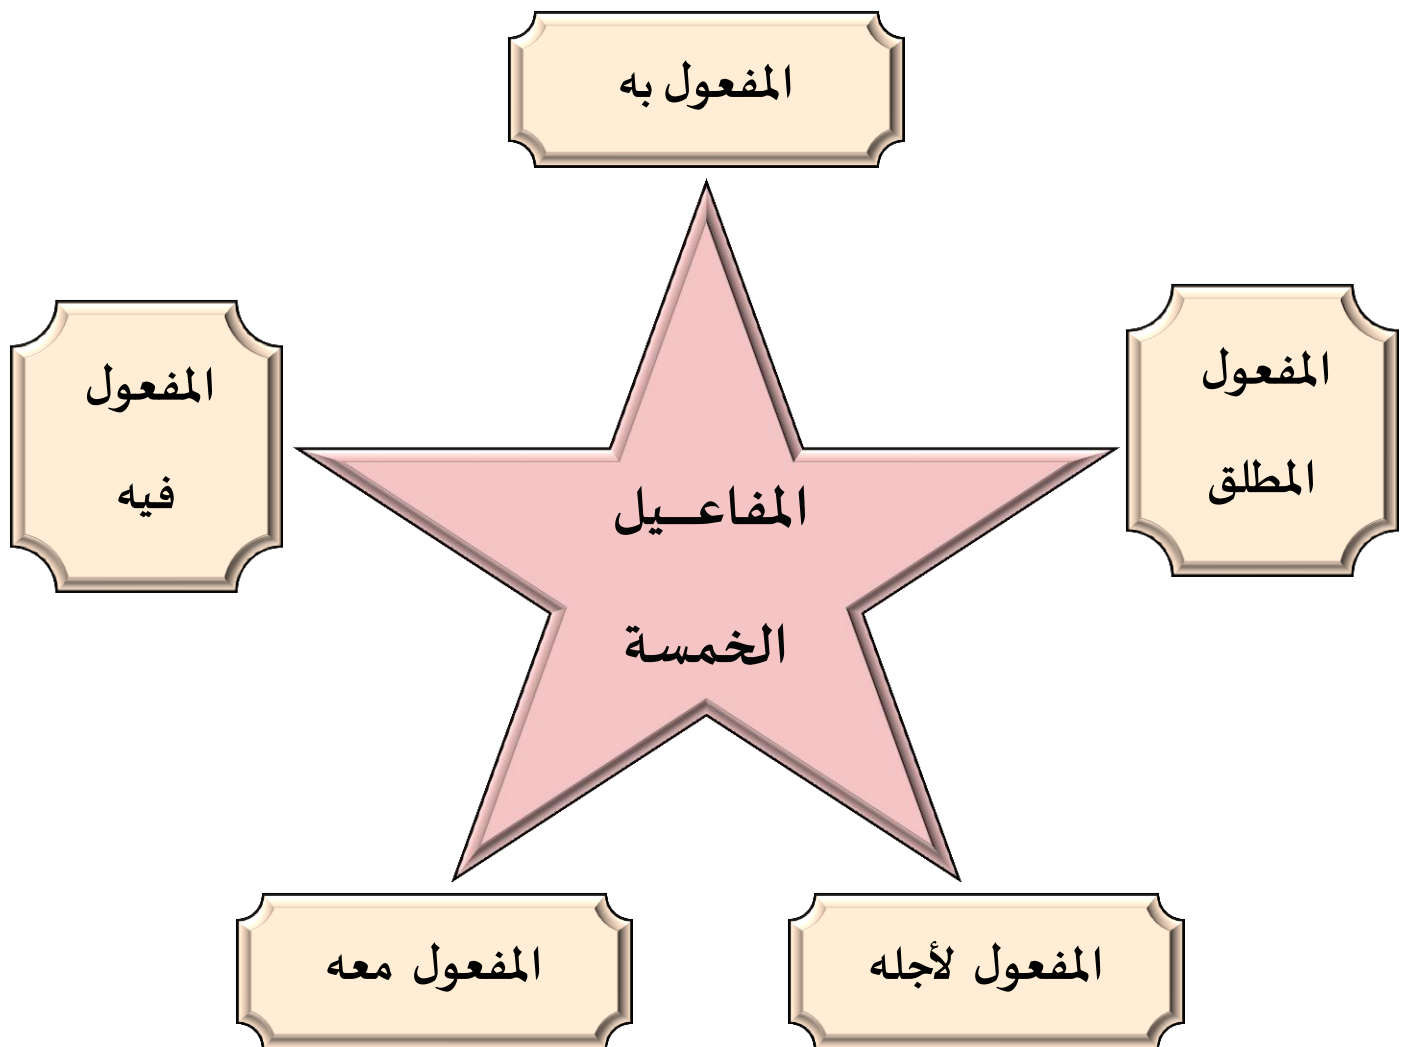 المفعول به
المفعول
المطلق
المفعول
فيه
المفاعــيل
الخمسة
المفعول لأجله
المفعول معه